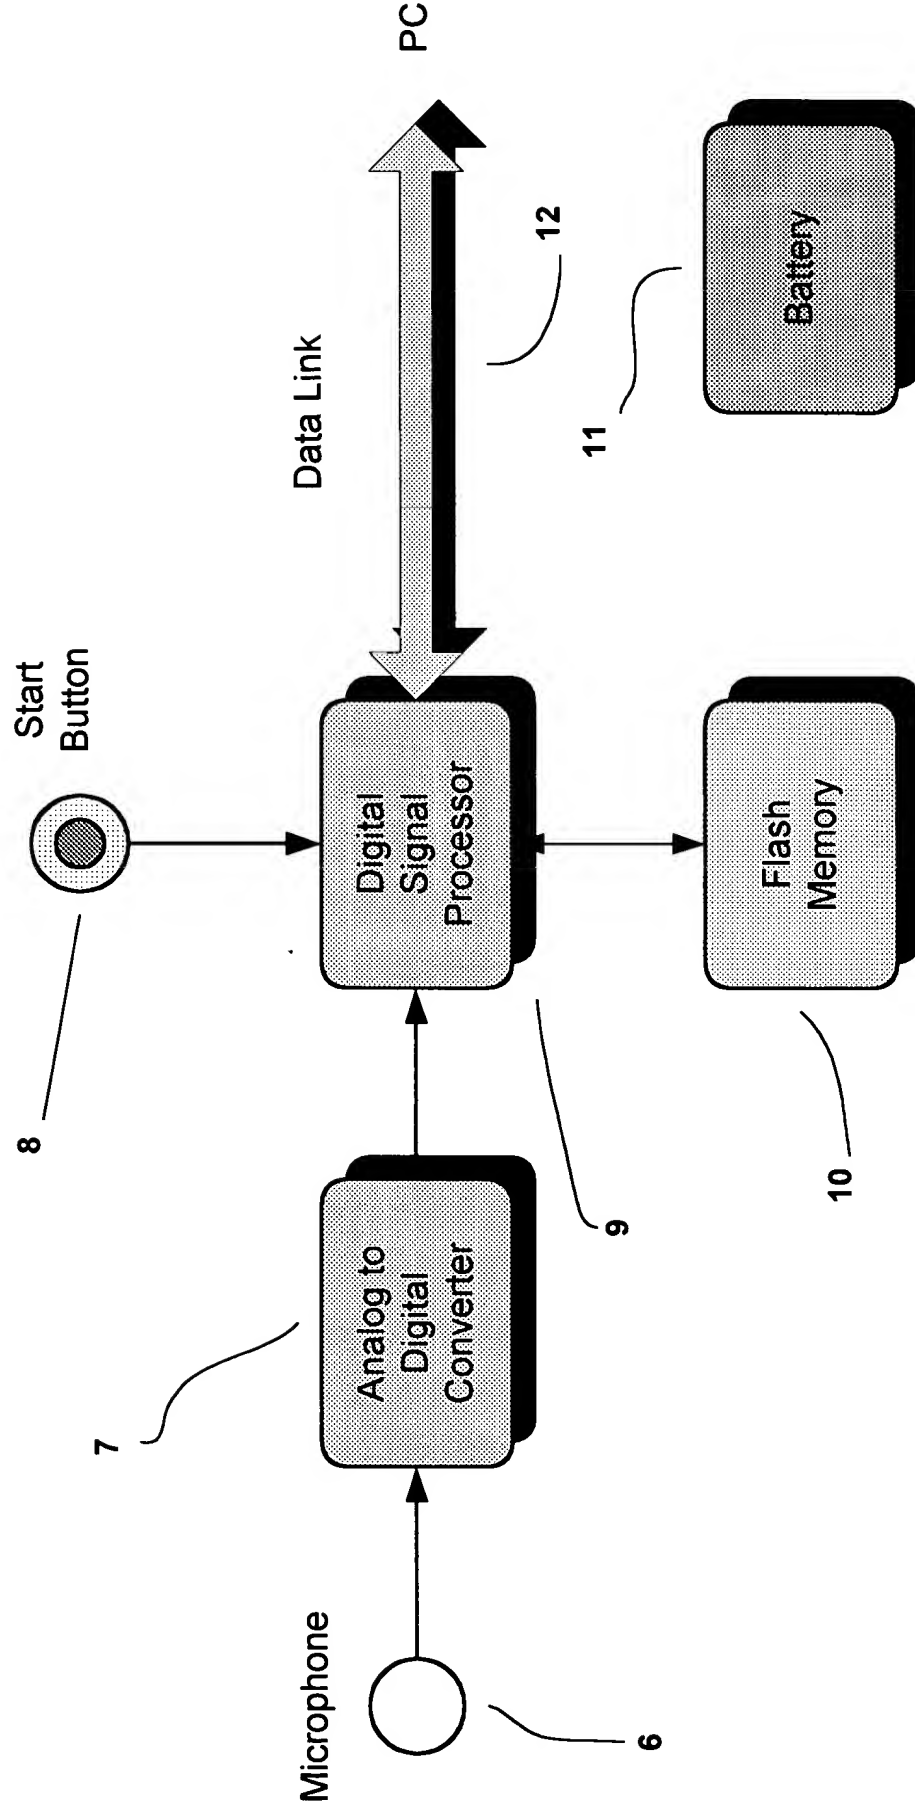 8
Start
Button
7
Microphone
Data Link
PC
Analog to
Digital
Converter
Digital
Signal
Processor
12
6
9
11
10
Flash
Memory
Battery